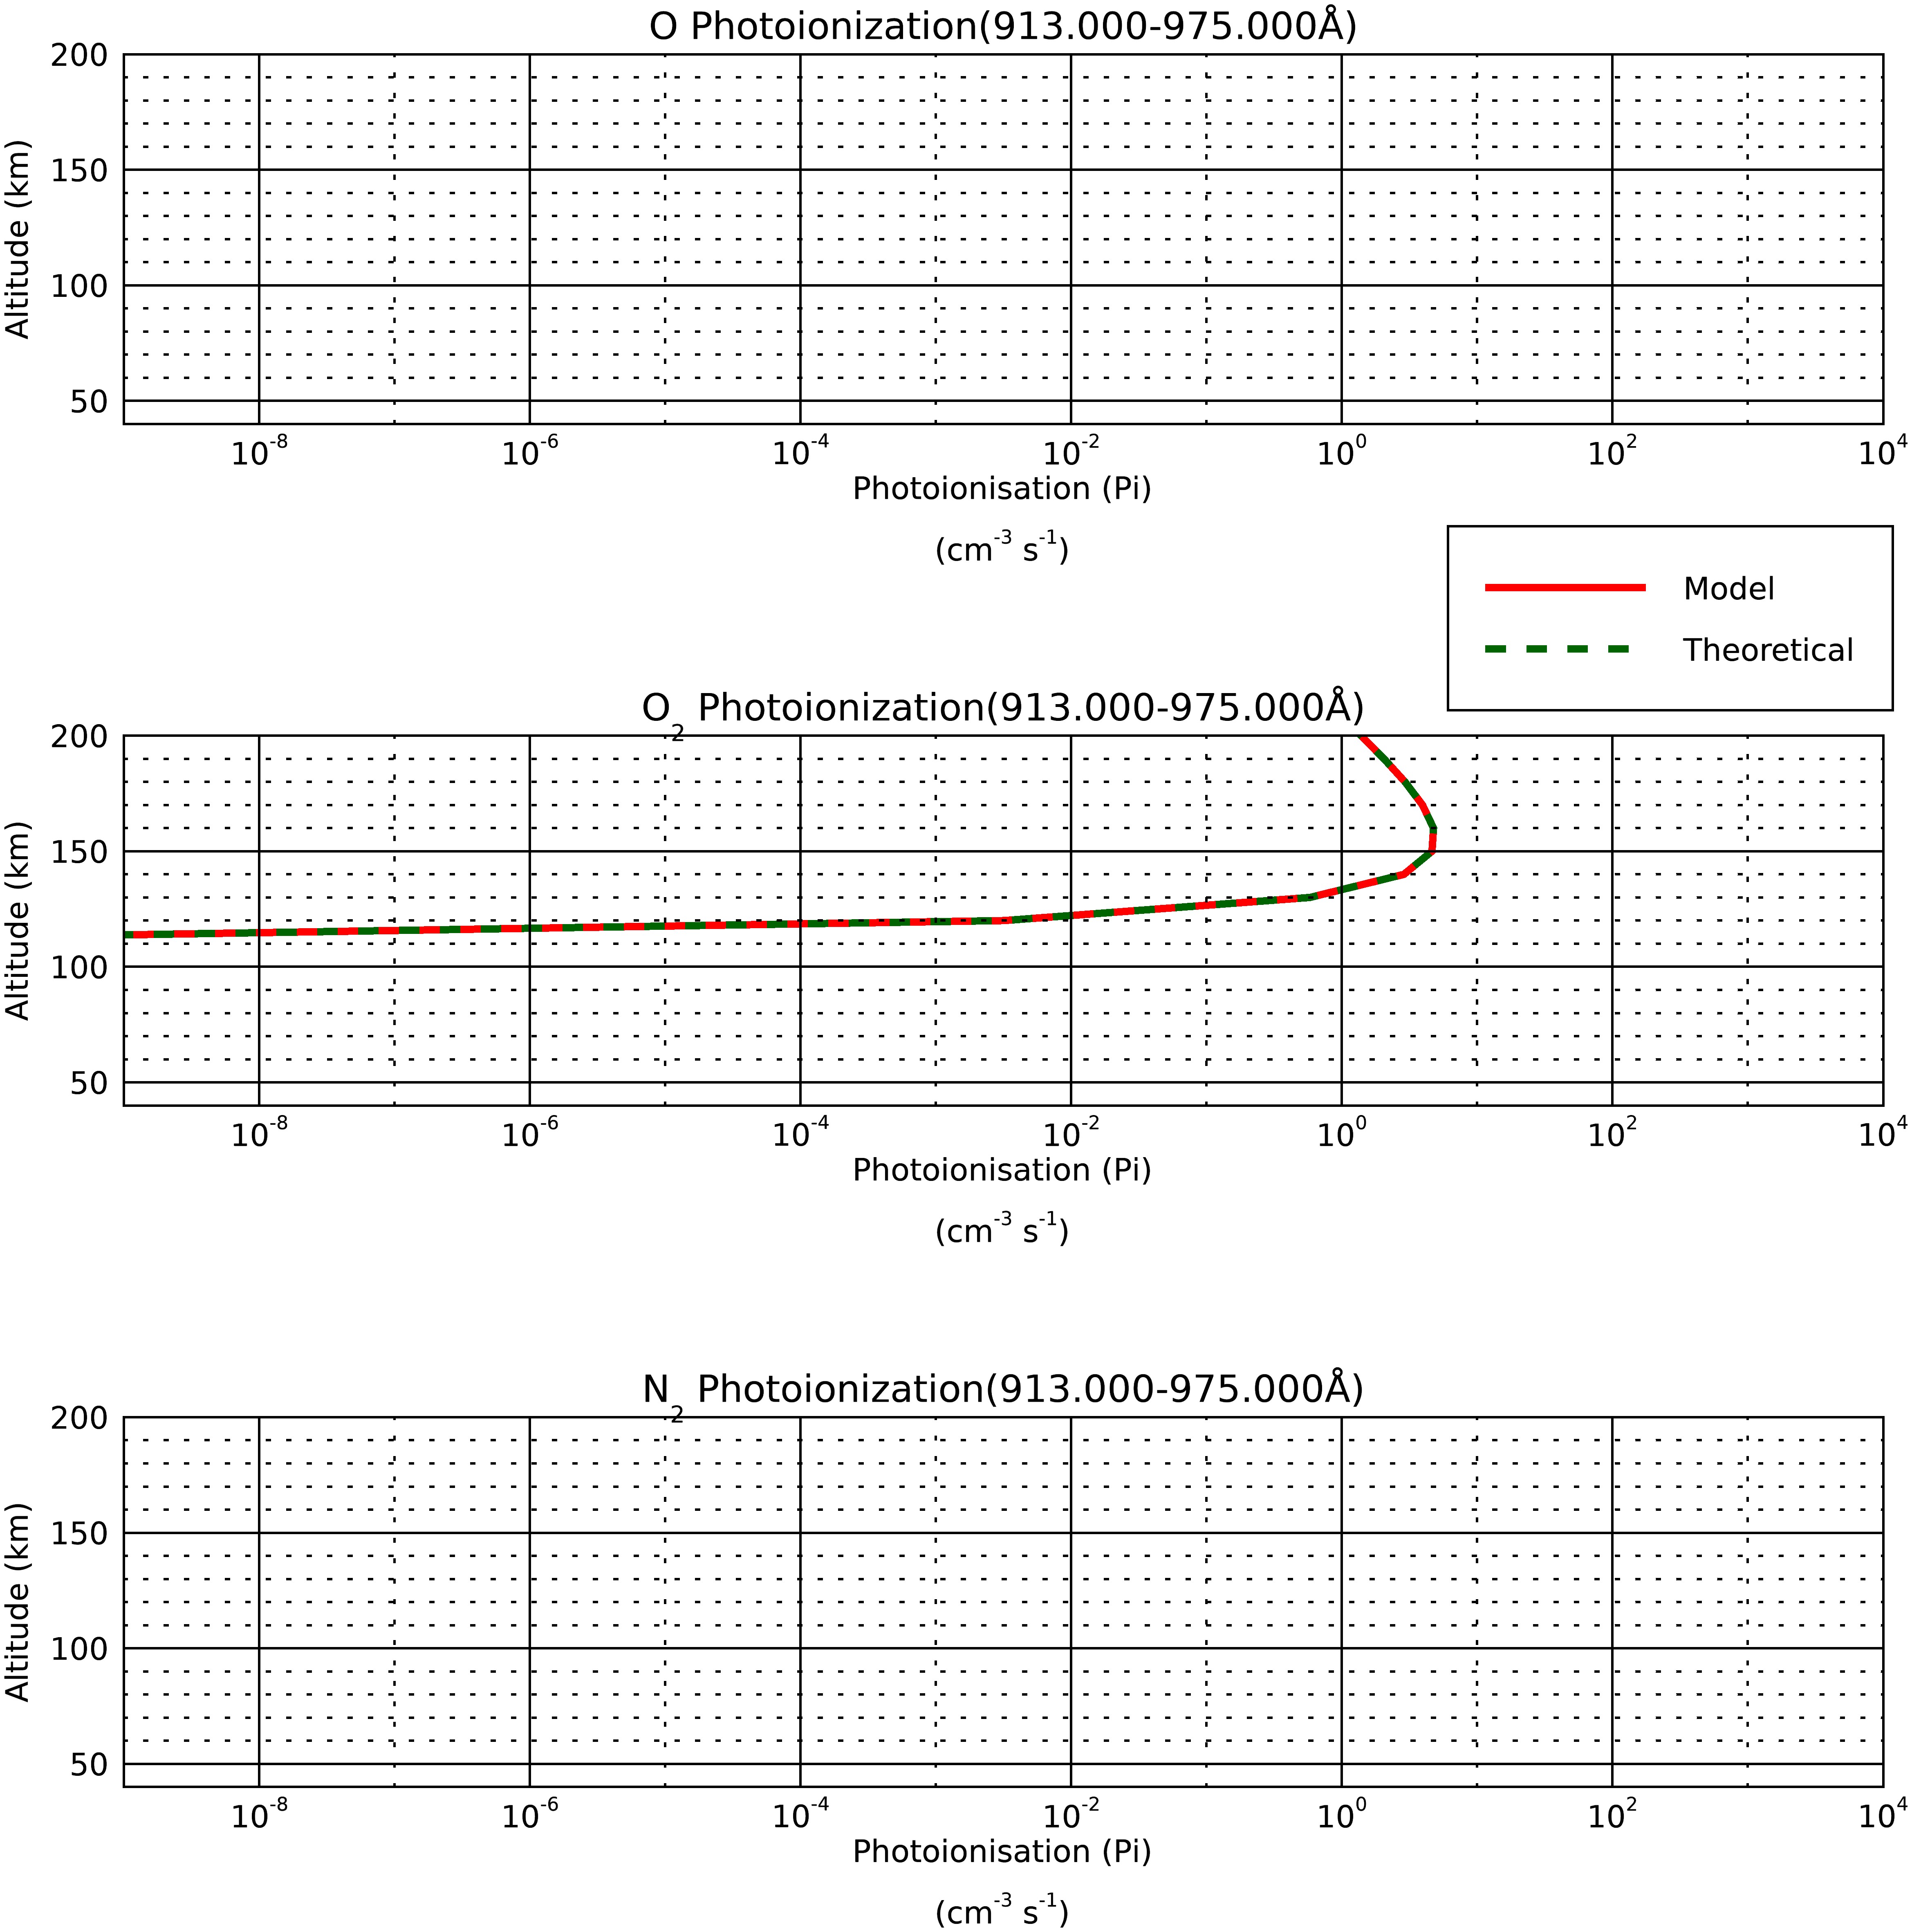 O Photoionization(913.000-975.000Å)
200
150
100
50
Altitude (km)
10⁻⁸ 10⁻⁶ 10⁻⁴ 10⁻² 10⁰ 10² 10⁴
Photoionisation (Pi)
(cm⁻³ s⁻¹)
Model
Theoretical
O₂ Photoionization(913.000-975.000Å)
200
150
100
50
Altitude (km)
10⁻⁸ 10⁻⁶ 10⁻⁴ 10⁻² 10⁰ 10² 10⁴
Photoionisation (Pi)
(cm⁻³ s⁻¹)
N₂ Photoionization(913.000-975.000Å)
200
150
100
50
Altitude (km)
10⁻⁸ 10⁻⁶ 10⁻⁴ 10⁻² 10⁰ 10² 10⁴
Photoionisation (Pi)
(cm⁻³ s⁻¹)